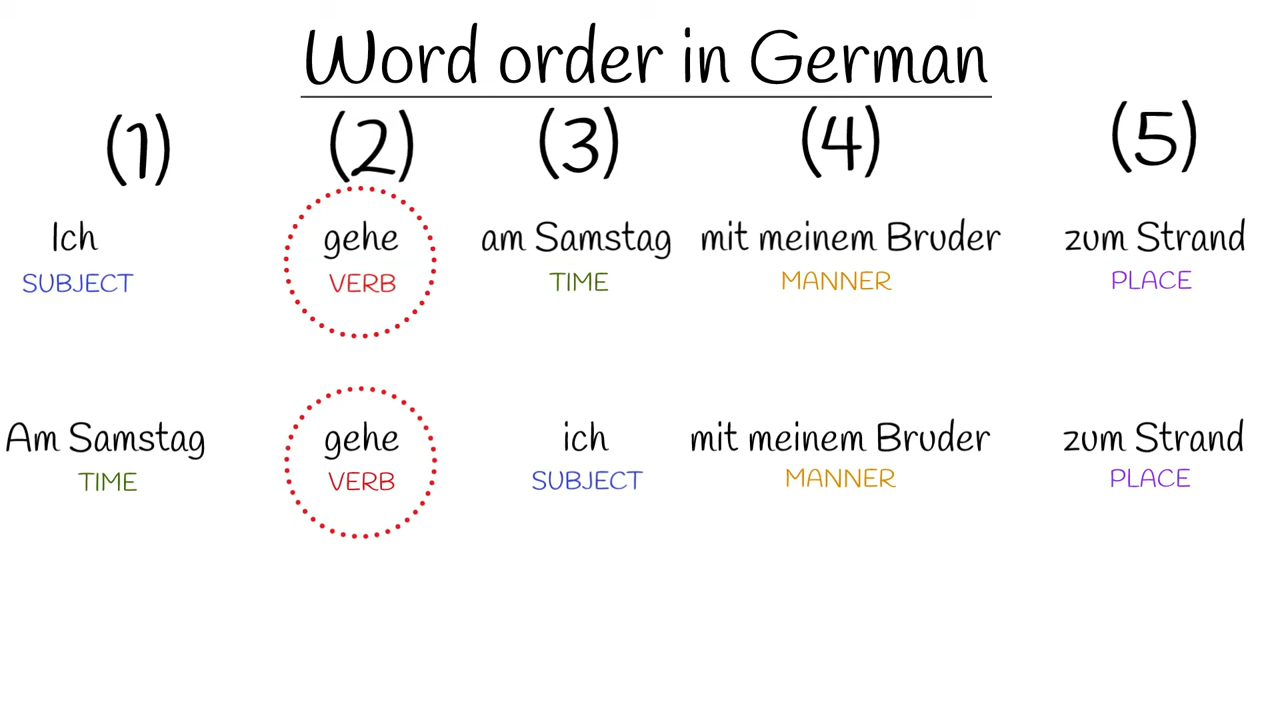 Word order in German
(1) (2) (3) (4) (5)
Ich gehe am Samstag mit meinem Bruder zum Strand
SUBJECT VERB TIME MANNER PLACE
Am Samstag gehe ich mit meinem Bruder zum Strand
TIME VERB SUBJECT MANNER PLACE